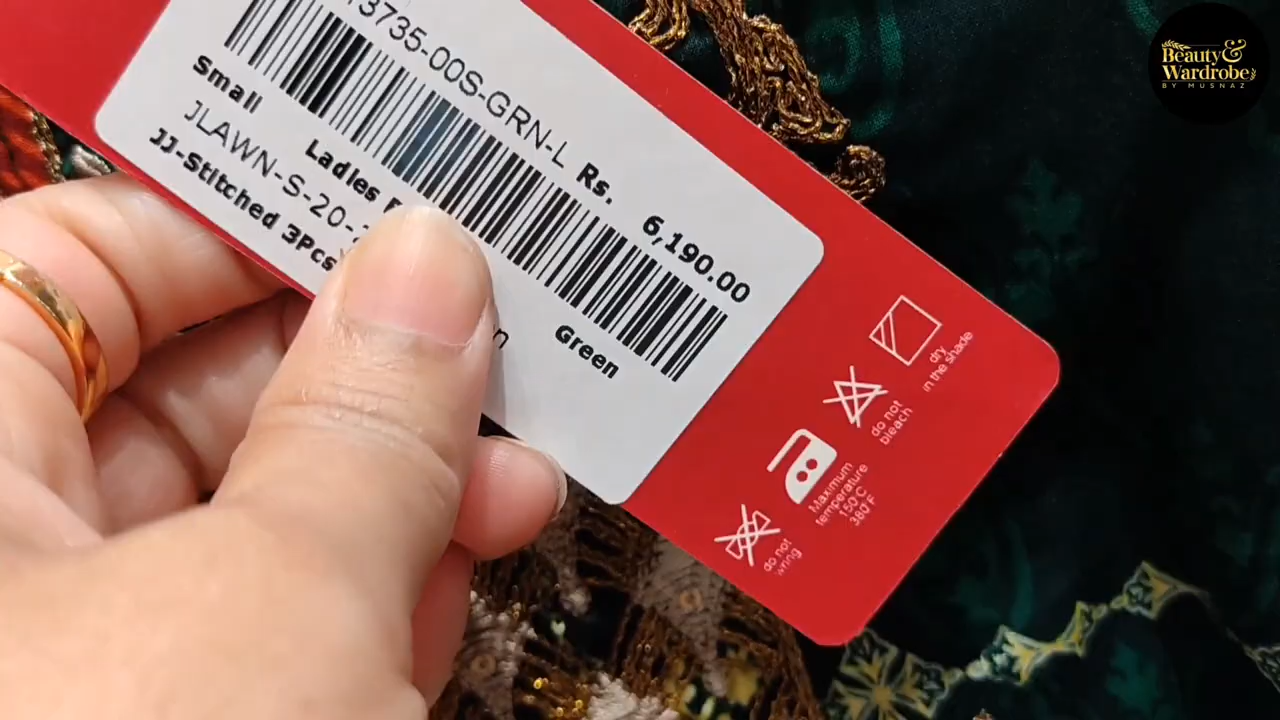 3735-00S-GRN-L
Small
Rs. 6,190.00
JLAWN-S-20-
Ladies
JJ-Stitched 3Pcs
Green
dry
in the shade
do not
bleach
Maximum
temperature
150°C
380°F
do not
wring
Beauty &
Wardrobe
BY MUSNAZ